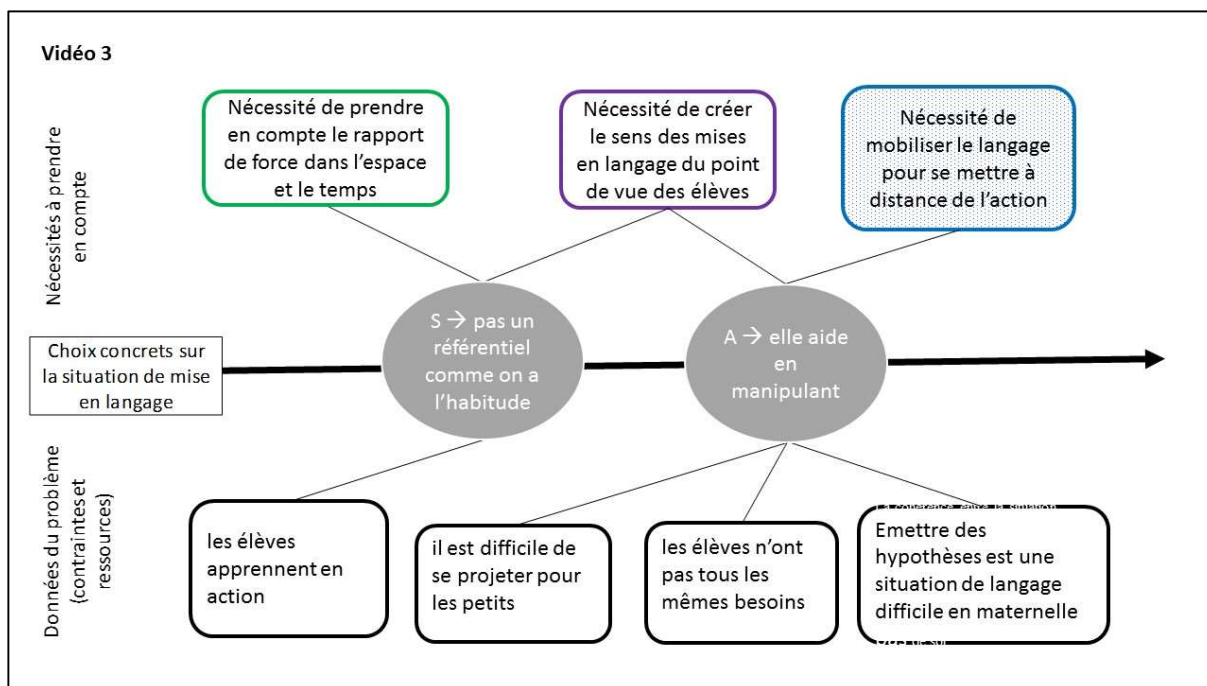 Vidéo 3
Nécessités à prendre
en compte
Nécessité de prendre
en compte le rapport
de force dans l’espace
et le temps
Nécessité de créer
le sens des mises
en langage du point
de vue des élèves
Nécessité de
mobiliser le langage
pour se mettre à
distance de l’action
Choix concrets sur
la situation de mise
en langage
S → pas un
référentiel
comme on a
l’habitude
A → elle aide
en
manipulant
Données du problème
(contraintes et
ressources)
les élèves
apprennent en
action
il est difficile de
se projeter pour
les petits
les élèves n’ont
pas tous les
mêmes besoins
Emettre des
hypothèses est une
situation de langage
difficile en maternelle